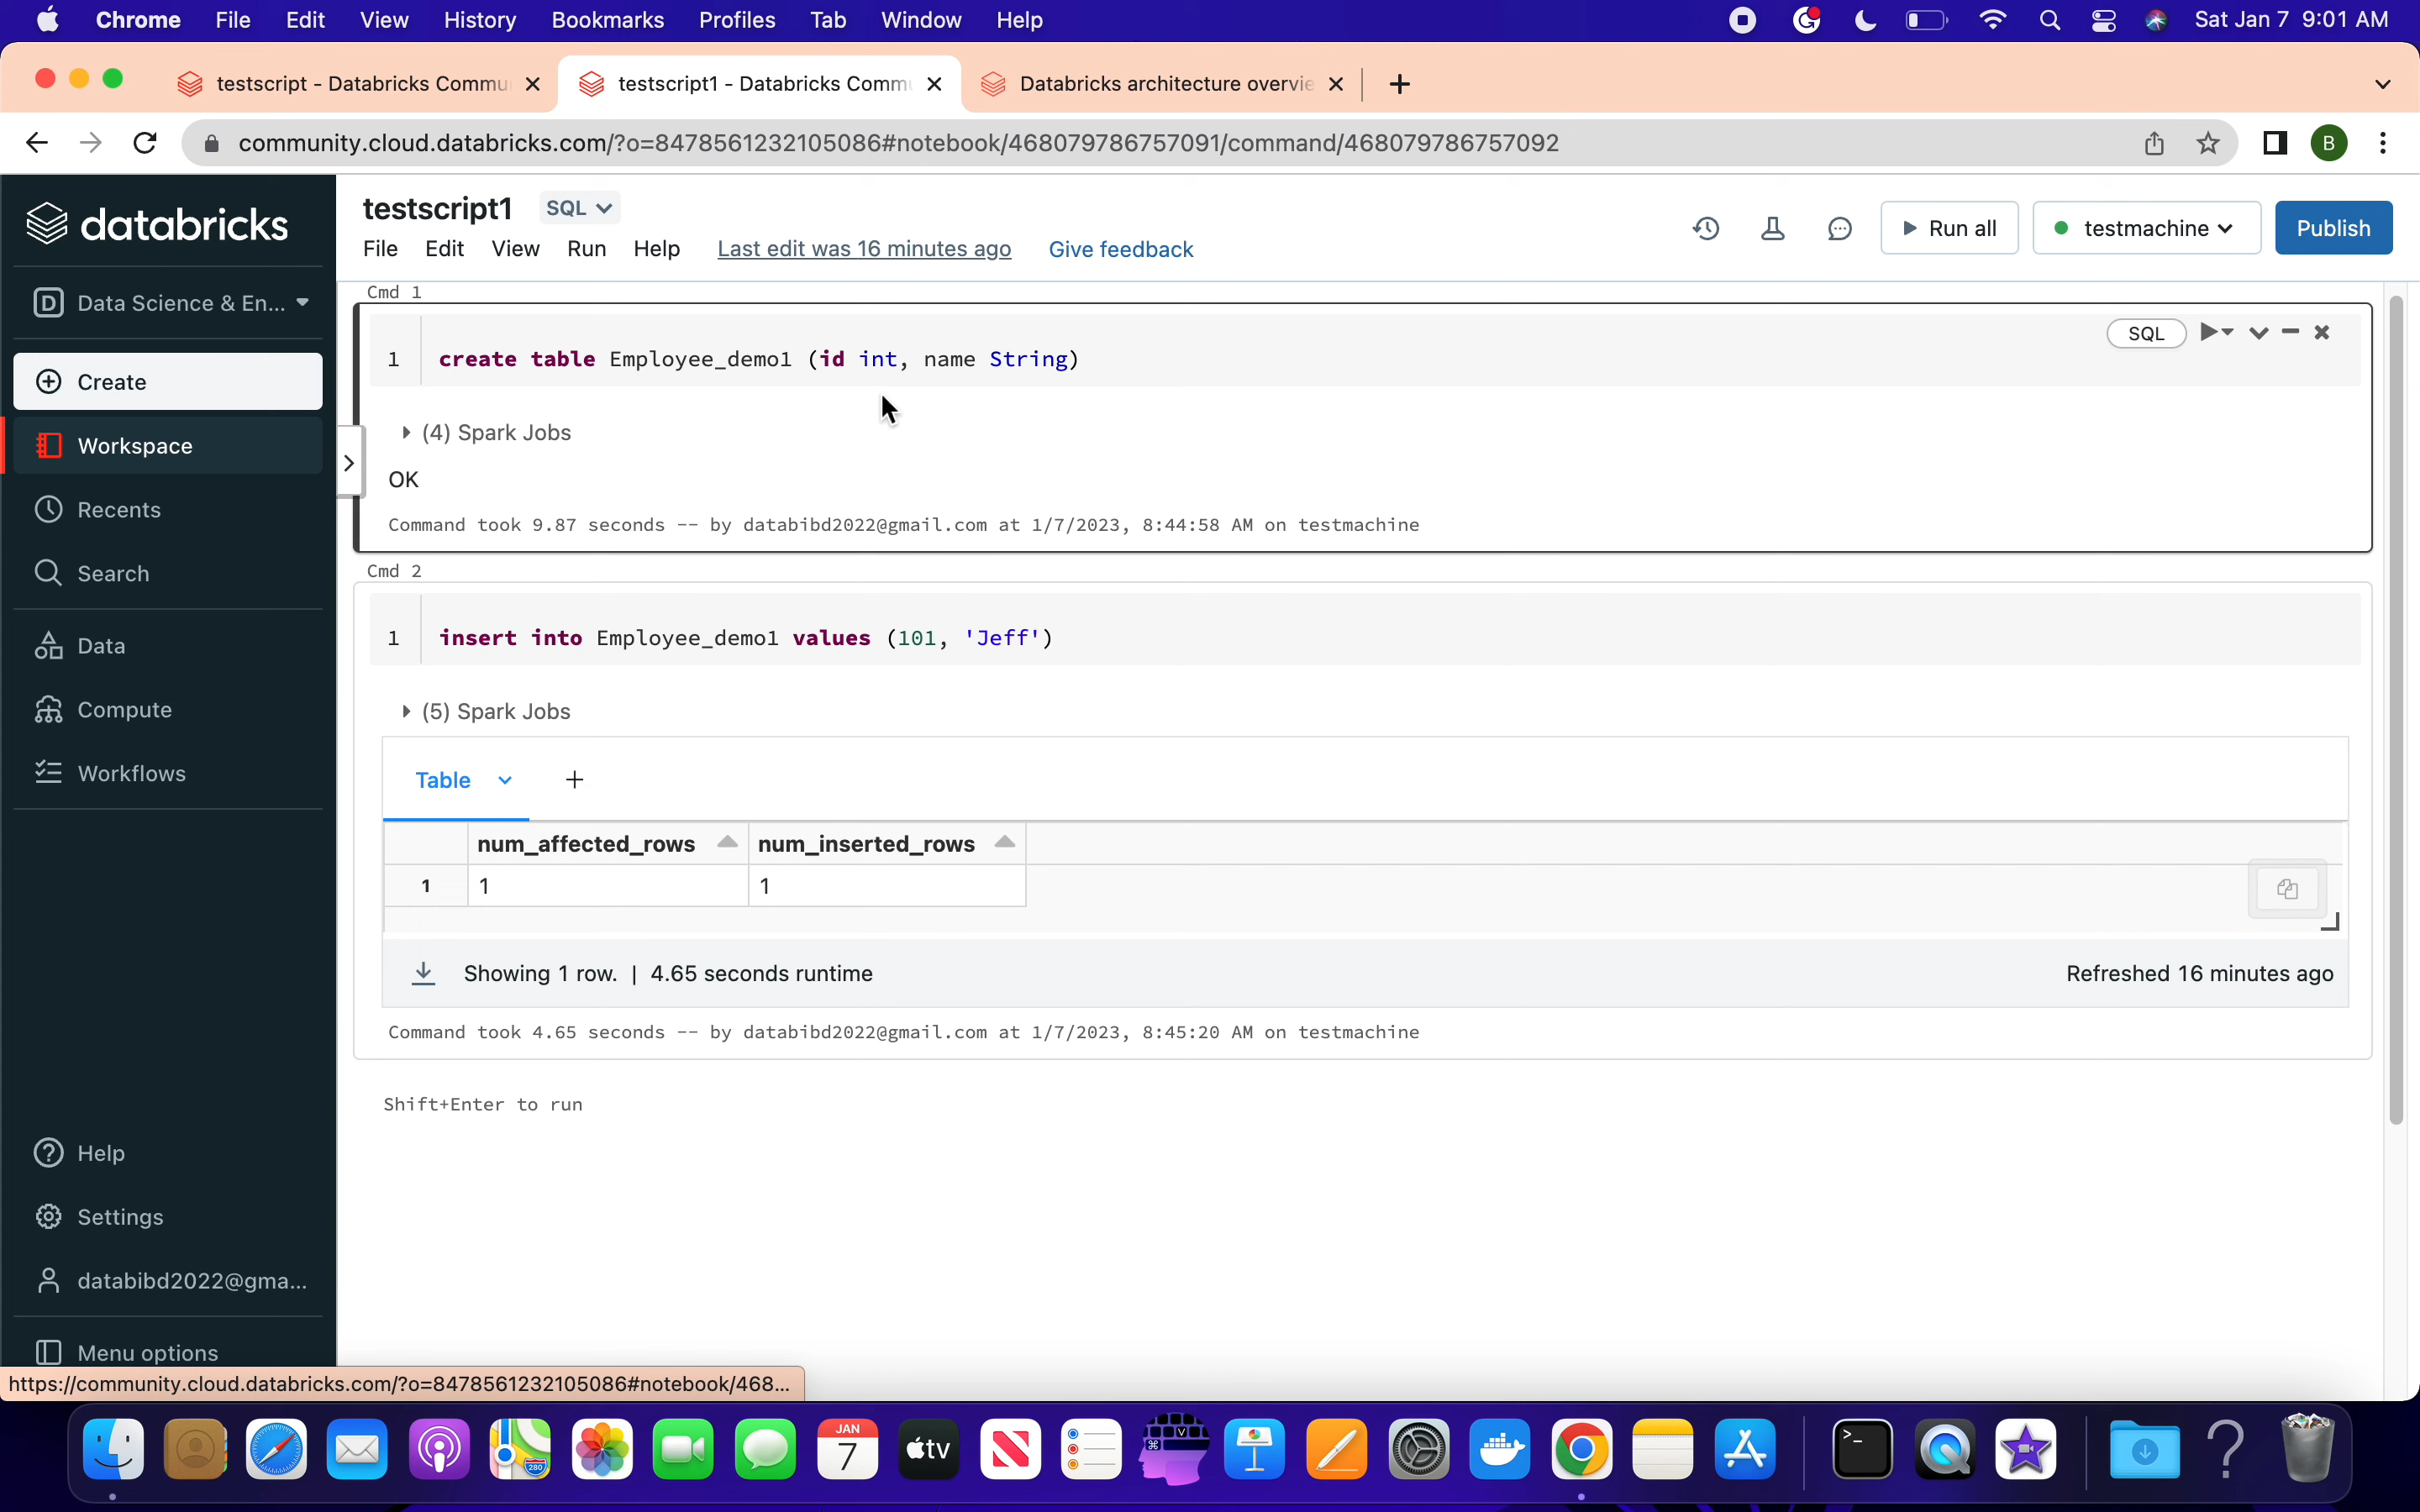 Chrome File Edit View History Bookmarks Profiles Tab Window Help Sat Jan 7 9:01 AM
testscript - Databricks Commu testscript1 - Databricks Comm Databricks architecture overvie
community.cloud.databricks.com/?o=8478561232105086#notebook/468079786757091/command/468079786757092 B
databricks
Data Science & En...
Create
Workspace
Recents
Search
Data
Compute
Workflows
Help
Settings
databibd2022@gma...
Menu options
https://community.cloud.databricks.com/?o=8478561232105086#notebook/468...
testscript1 SQL
File Edit View Run Help Last edit was 16 minutes ago Give feedback
Run all testmachine Publish
Cmd 1
SQL
1 create table Employee_demo1 (id int, name String)
(4) Spark Jobs
OK
Command took 9.87 seconds -- by databibd2022@gmail.com at 1/7/2023, 8:44:58 AM on testmachine
Cmd 2
1 insert into Employee_demo1 values (101, 'Jeff')
(5) Spark Jobs
Table +
num_affected_rows num_inserted_rows
1 1 1
Showing 1 row. | 4.65 seconds runtime Refreshed 16 minutes ago
Command took 4.65 seconds -- by databibd2022@gmail.com at 1/7/2023, 8:45:20 AM on testmachine
Shift+Enter to run
JAN
7
tv
280